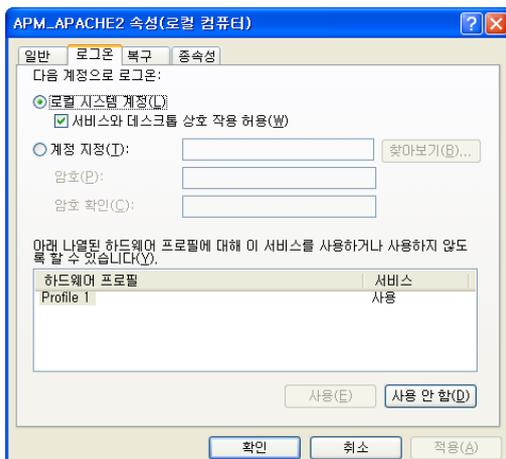 APM_APACHE2 속성(로컬 컴퓨터)
일반 로그온 복구 종속성
다음 계정으로 로그온:
로컬 시스템 계정(L)
서비스와 데스크톱 상호 작용 허용(W)
계정 지정(T): 찾아보기(B)...
암호(P):
암호 확인(C):
아래 나열된 하드웨어 프로필에 대해 이 서비스를 사용하거나 사용하지 않도
록 할 수 있습니다(Y).
하드웨어 프로필 서비스
Profile 1 사용
사용(E) 사용 안 함(D)
확인 취소 적용(A)